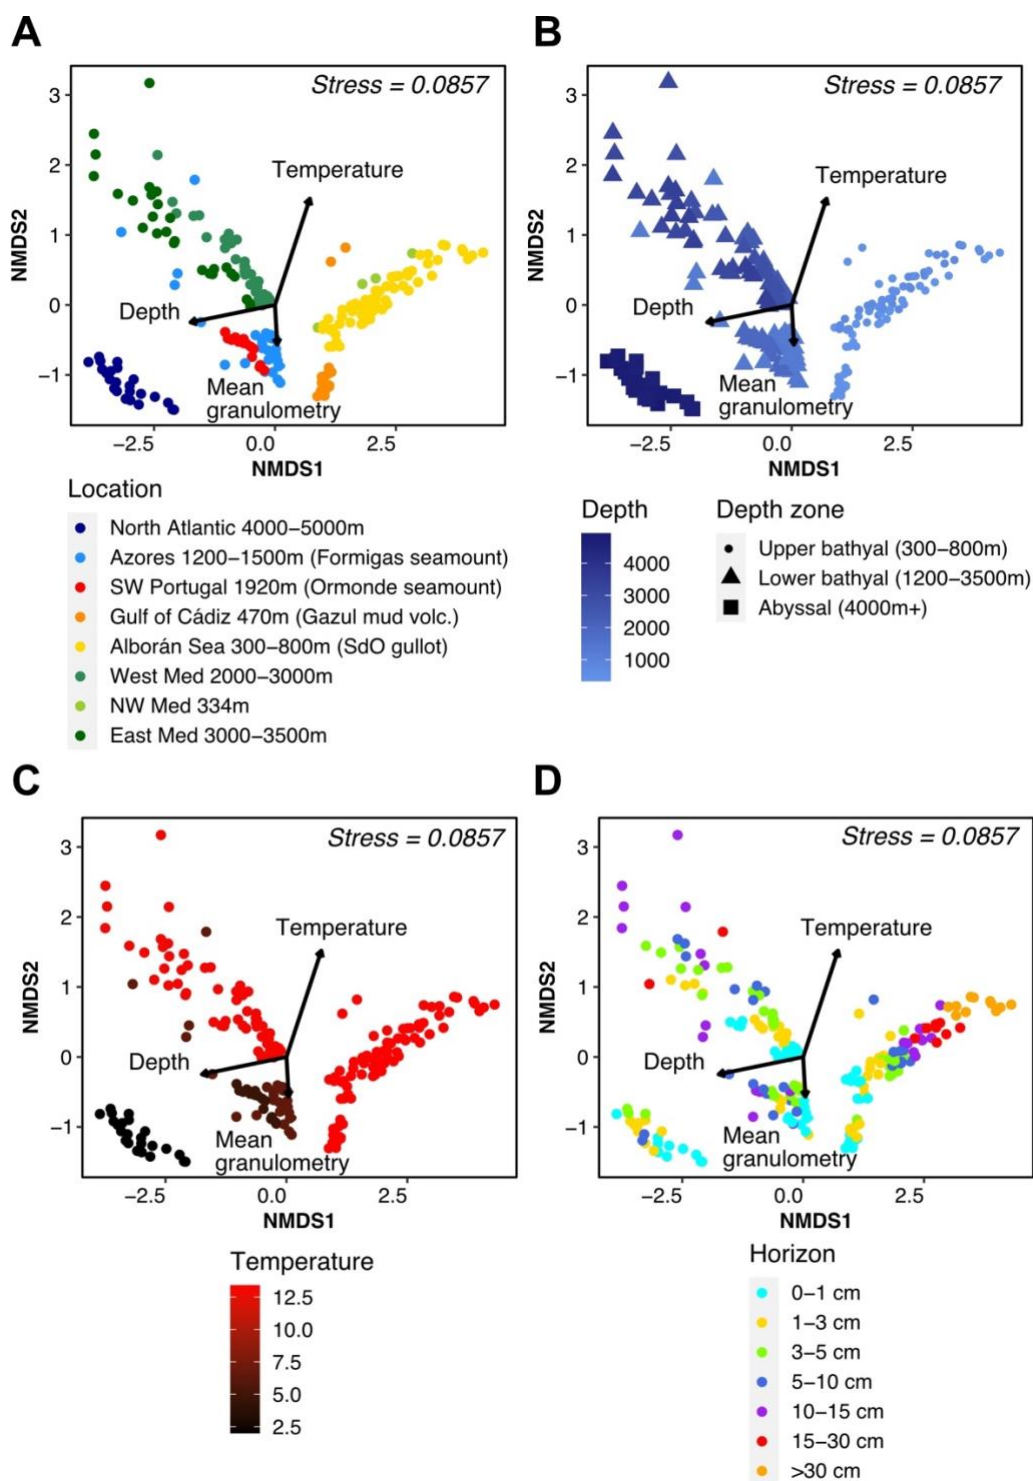 A
Stress = 0.0857
3
2
1
0
−1
NMDS2
Temperature
Depth
Mean
granulometry
−2.5
0.0
2.5
NMDS1
Location
North Atlantic 4000−5000m
Azores 1200−1500m (Formigas seamount)
SW Portugal 1920m (Ormonde seamount)
Gulf of Cádiz 470m (Gazul mud volc.)
Alborán Sea 300−800m (SdO gullot)
West Med 2000−3000m
NW Med 334m
East Med 3000−3500m
B
Stress = 0.0857
3
2
1
0
−1
NMDS2
Temperature
Depth
Mean
granulometry
−2.5
0.0
2.5
NMDS1
Depth
4000
3000
2000
1000
Depth zone
Upper bathyal (300−800m)
Lower bathyal (1200−3500m)
Abyssal (4000m+)
C
Stress = 0.0857
3
2
1
0
−1
NMDS2
Temperature
Depth
Mean
granulometry
−2.5
0.0
2.5
NMDS1
Temperature
12.5
10.0
7.5
5.0
2.5
D
Stress = 0.0857
3
2
1
0
−1
NMDS2
Temperature
Depth
Mean
granulometry
−2.5
0.0
2.5
NMDS1
Horizon
0−1 cm
1−3 cm
3−5 cm
5−10 cm
10−15 cm
15−30 cm
>30 cm